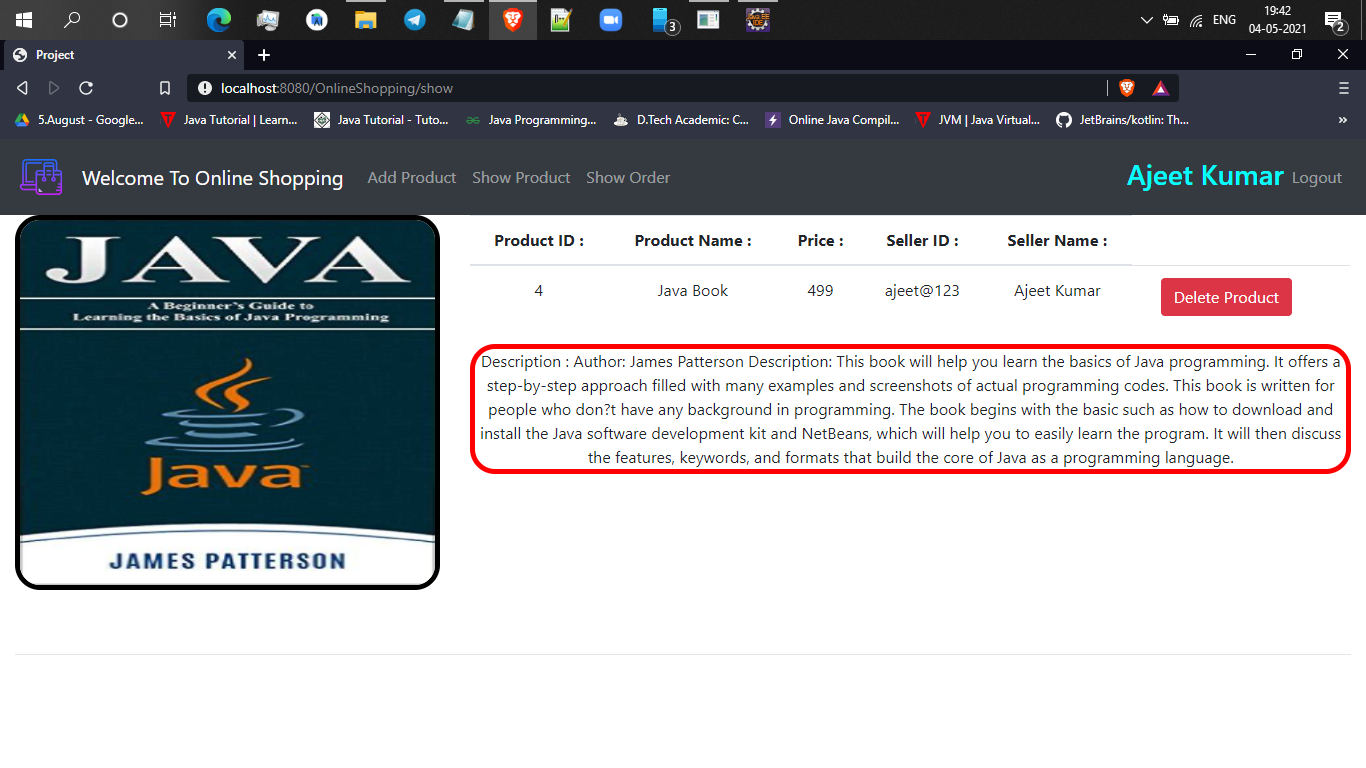 3
ENG
19:42
04-05-2021
2
Project
localhost:8080/OnlineShopping/show
5.August - Google...
Java Tutorial | Learn...
Java Tutorial - Tuto...
Java Programming...
D.Tech Academic: C...
Online Java Compil...
JVM | Java Virtual...
JetBrains/kotlin: Th...
Welcome To Online Shopping
Add Product
Show Product
Show Order
Ajeet Kumar
Logout
JAVA
A Beginner's Guide to
Learning the Basics of Java Programming
Java
JAMES PATTERSON
Product ID : Product Name : Price : Seller ID : Seller Name :
4 Java Book 499 ajeet@123 Ajeet Kumar Delete Product
Description : Author: James Patterson Description: This book will help you learn the basics of Java programming. It offers a
step-by-step approach filled with many examples and screenshots of actual programming codes. This book is written for
people who don?t have any background in programming. The book begins with the basic such as how to download and
install the Java software development kit and NetBeans, which will help you to easily learn the program. It will then discuss
the features, keywords, and formats that build the core of Java as a programming language.